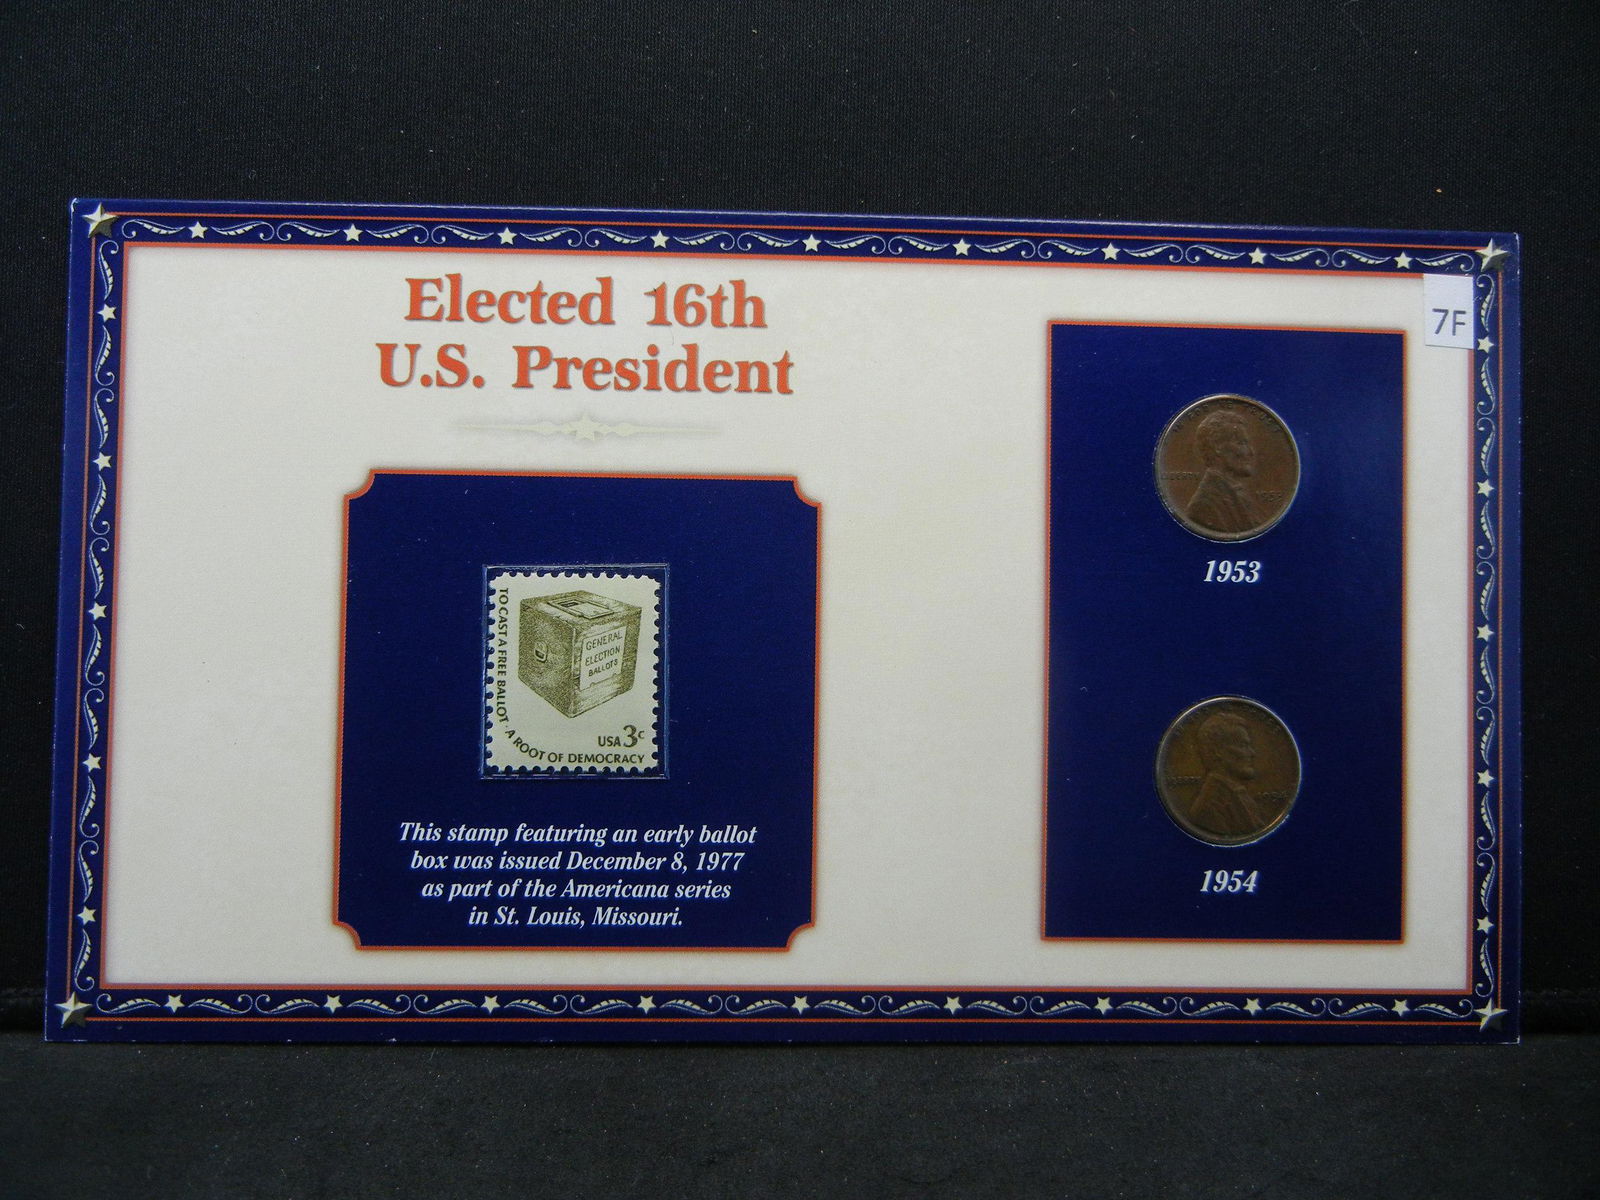 Elected 16th
U.S. President
7F
TO CAST A FREE BALLOT · A ROOT OF DEMOCRACY
GENERAL
ELECTION
BALLOTS
USA 3c
This stamp featuring an early ballot
box was issued December 8, 1977
as part of the Americana series
in St. Louis, Missouri.
LIBERTY
1953
1953
LIBERTY
1954
1954